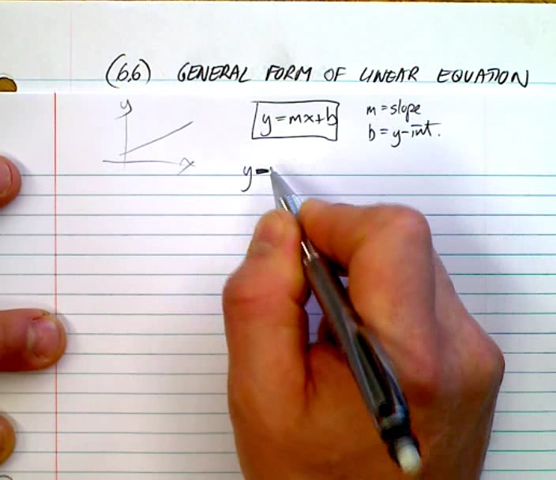 (6.6) GENERAL FORM OF LINEAR EQUATION
y
x
y = mx + b
m = slope
b = y-int.
y =